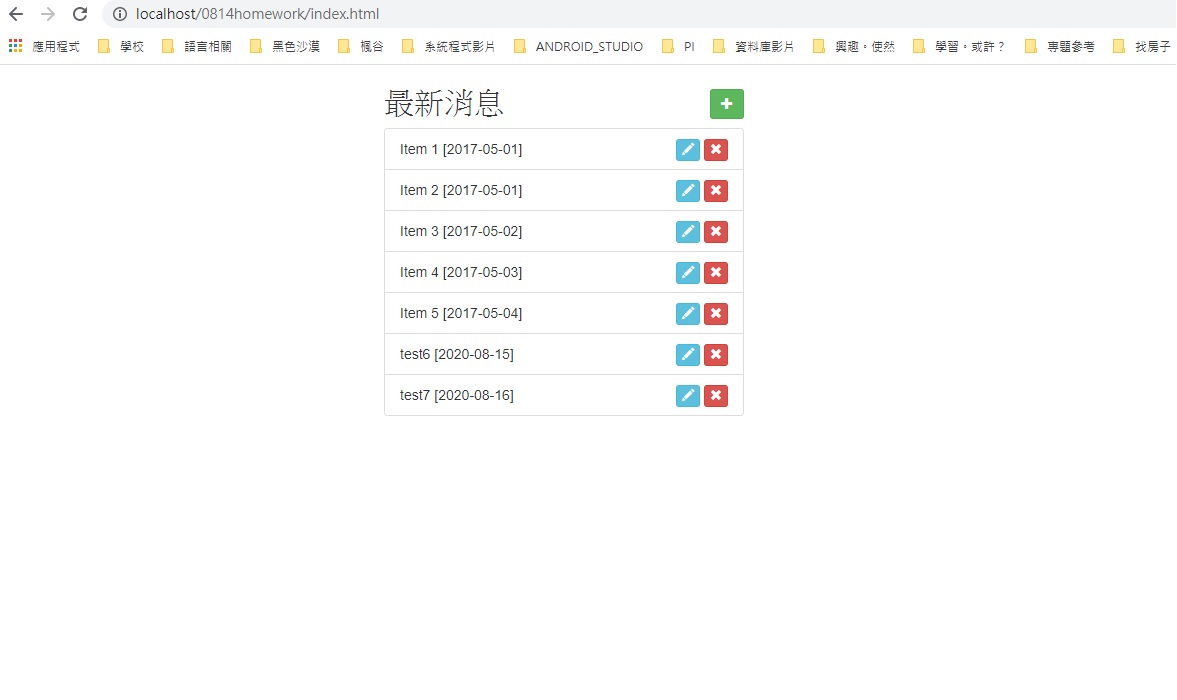 localhost/0814homework/index.html
應用程式 學校 語言相關 黑色沙漠 楓谷 系統程式影片 ANDROID_STUDIO PI 資料庫影片 興趣。使然 學習。或許？ 專題參考 找房子
最新消息
Item 1 [2017-05-01]
Item 2 [2017-05-01]
Item 3 [2017-05-02]
Item 4 [2017-05-03]
Item 5 [2017-05-04]
test6 [2020-08-15]
test7 [2020-08-16]